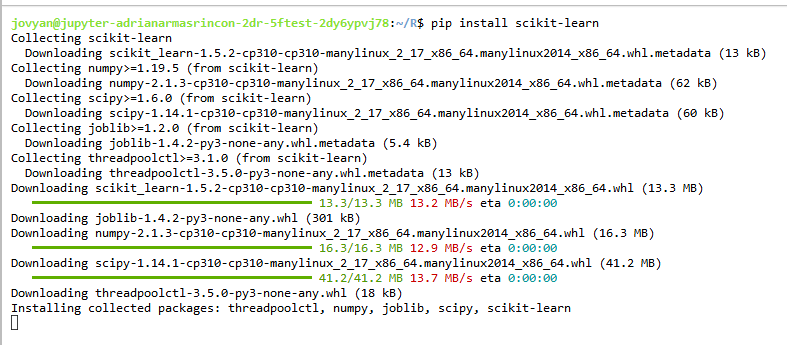 jovyan@jupyter-adrianarmasrincon-2dr-5ftest-2dy6ypvj78:~/R$ pip install scikit-learn
Collecting scikit-learn
  Downloading scikit_learn-1.5.2-cp310-cp310-manylinux_2_17_x86_64.manylinux2014_x86_64.whl.metadata (13 kB)
Collecting numpy>=1.19.5 (from scikit-learn)
  Downloading numpy-2.1.3-cp310-cp310-manylinux_2_17_x86_64.manylinux2014_x86_64.whl.metadata (62 kB)
Collecting scipy>=1.6.0 (from scikit-learn)
  Downloading scipy-1.14.1-cp310-cp310-manylinux_2_17_x86_64.manylinux2014_x86_64.whl.metadata (60 kB)
Collecting joblib>=1.2.0 (from scikit-learn)
  Downloading joblib-1.4.2-py3-none-any.whl.metadata (5.4 kB)
Collecting threadpoolctl>=3.1.0 (from scikit-learn)
  Downloading threadpoolctl-3.5.0-py3-none-any.whl.metadata (13 kB)
Downloading scikit_learn-1.5.2-cp310-cp310-manylinux_2_17_x86_64.manylinux2014_x86_64.whl (13.3 MB)
13.3/13.3 MB 13.2 MB/s eta 0:00:00
Downloading joblib-1.4.2-py3-none-any.whl (301 kB)
Downloading numpy-2.1.3-cp310-cp310-manylinux_2_17_x86_64.manylinux2014_x86_64.whl (16.3 MB)
16.3/16.3 MB 12.9 MB/s eta 0:00:00
Downloading scipy-1.14.1-cp310-cp310-manylinux_2_17_x86_64.manylinux2014_x86_64.whl (41.2 MB)
41.2/41.2 MB 13.7 MB/s eta 0:00:00
Downloading threadpoolctl-3.5.0-py3-none-any.whl (18 kB)
Installing collected packages: threadpoolctl, numpy, joblib, scipy, scikit-learn